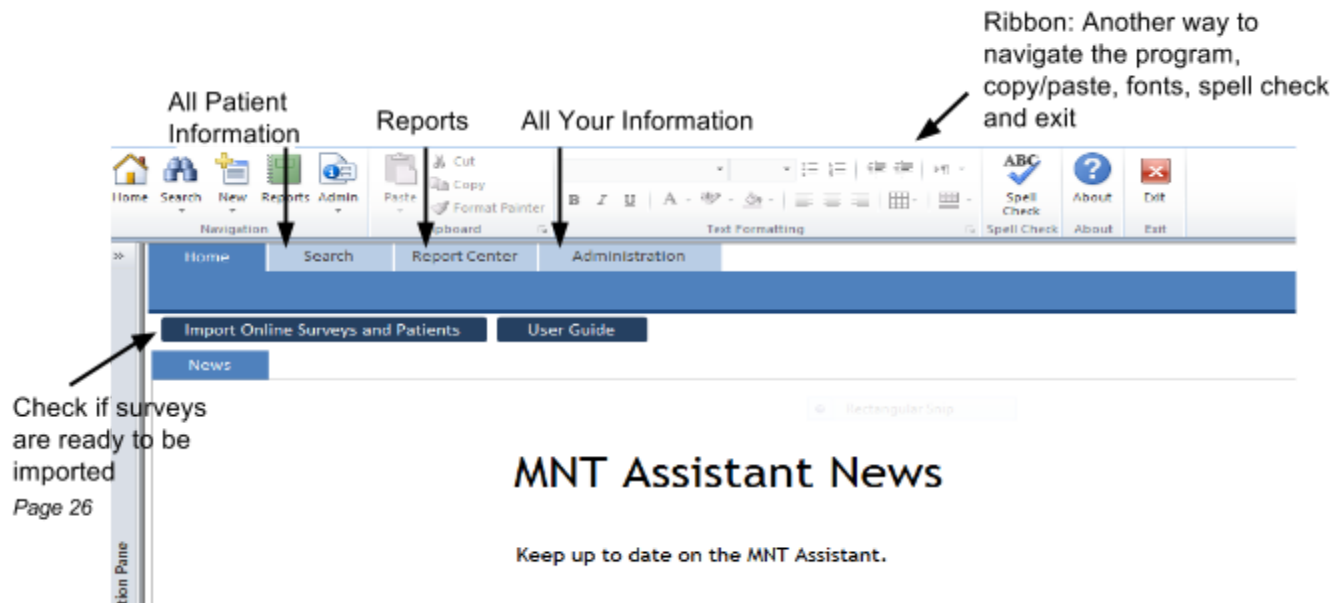 Ribbon: Another way to
navigate the program,
copy/paste, fonts, spell check
and exit
All Patient
Information
Reports
All Your Information
Home
Search
New
Reports
Admin
Navigation
Paste
Cut
Copy
Format Painter
B I U A
Text Formatting
ABC
Spell
Check
Spell Check
About
About
Exit
Exit
Home
Search
Report Center
Administration
Import Online Surveys and Patients
User Guide
News
Check if surveys
are ready to be
imported
Page 26
Rectangular Snip
MNT Assistant News
Keep up to date on the MNT Assistant.
Pane